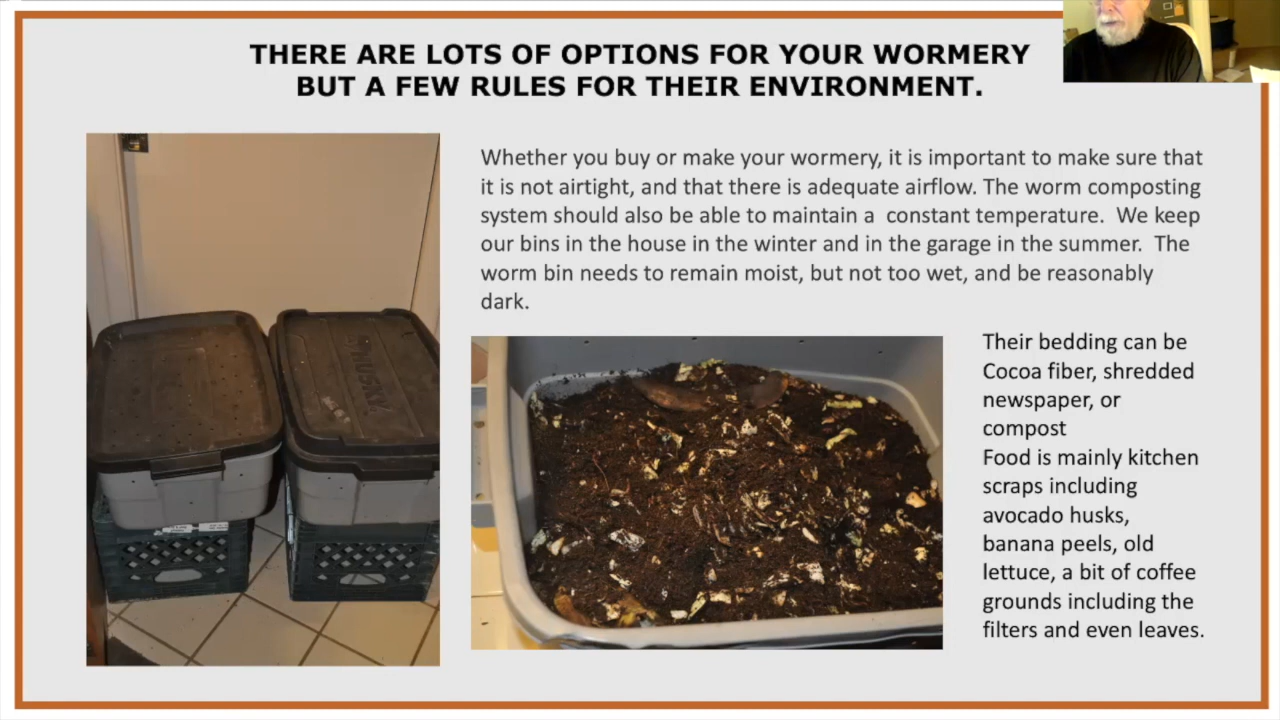 THERE ARE LOTS OF OPTIONS FOR YOUR WORMERY
BUT A FEW RULES FOR THEIR ENVIRONMENT.
Whether you buy or make your wormery, it is important to make sure that
it is not airtight, and that there is adequate airflow. The worm composting
system should also be able to maintain a constant temperature. We keep
our bins in the house in the winter and in the garage in the summer. The
worm bin needs to remain moist, but not too wet, and be reasonably
dark.
Their bedding can be
Cocoa fiber, shredded
newspaper, or
compost
Food is mainly kitchen
scraps including
avocado husks,
banana peels, old
lettuce, a bit of coffee
grounds including the
filters and even leaves.